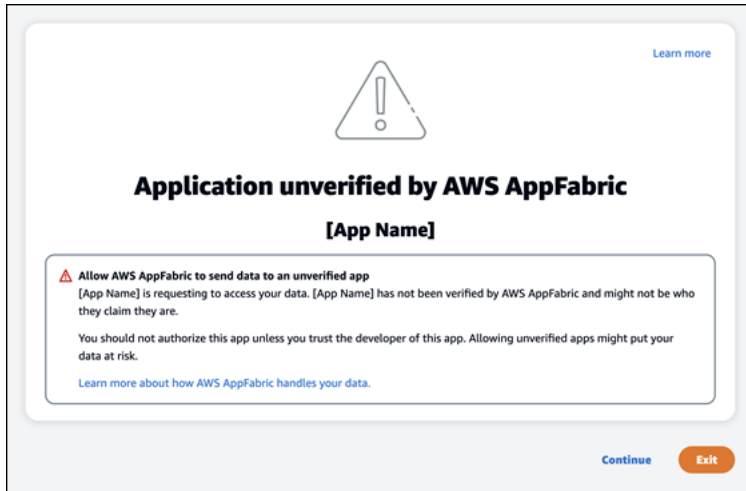 Learn more
Application unverified by AWS AppFabric
[App Name]
Allow AWS AppFabric to send data to an unverified app
[App Name] is requesting to access your data. [App Name] has not been verified by AWS AppFabric and might not be who
they claim they are.
You should not authorize this app unless you trust the developer of this app. Allowing unverified apps might put your
data at risk.
Learn more about how AWS AppFabric handles your data.
Continue
Exit